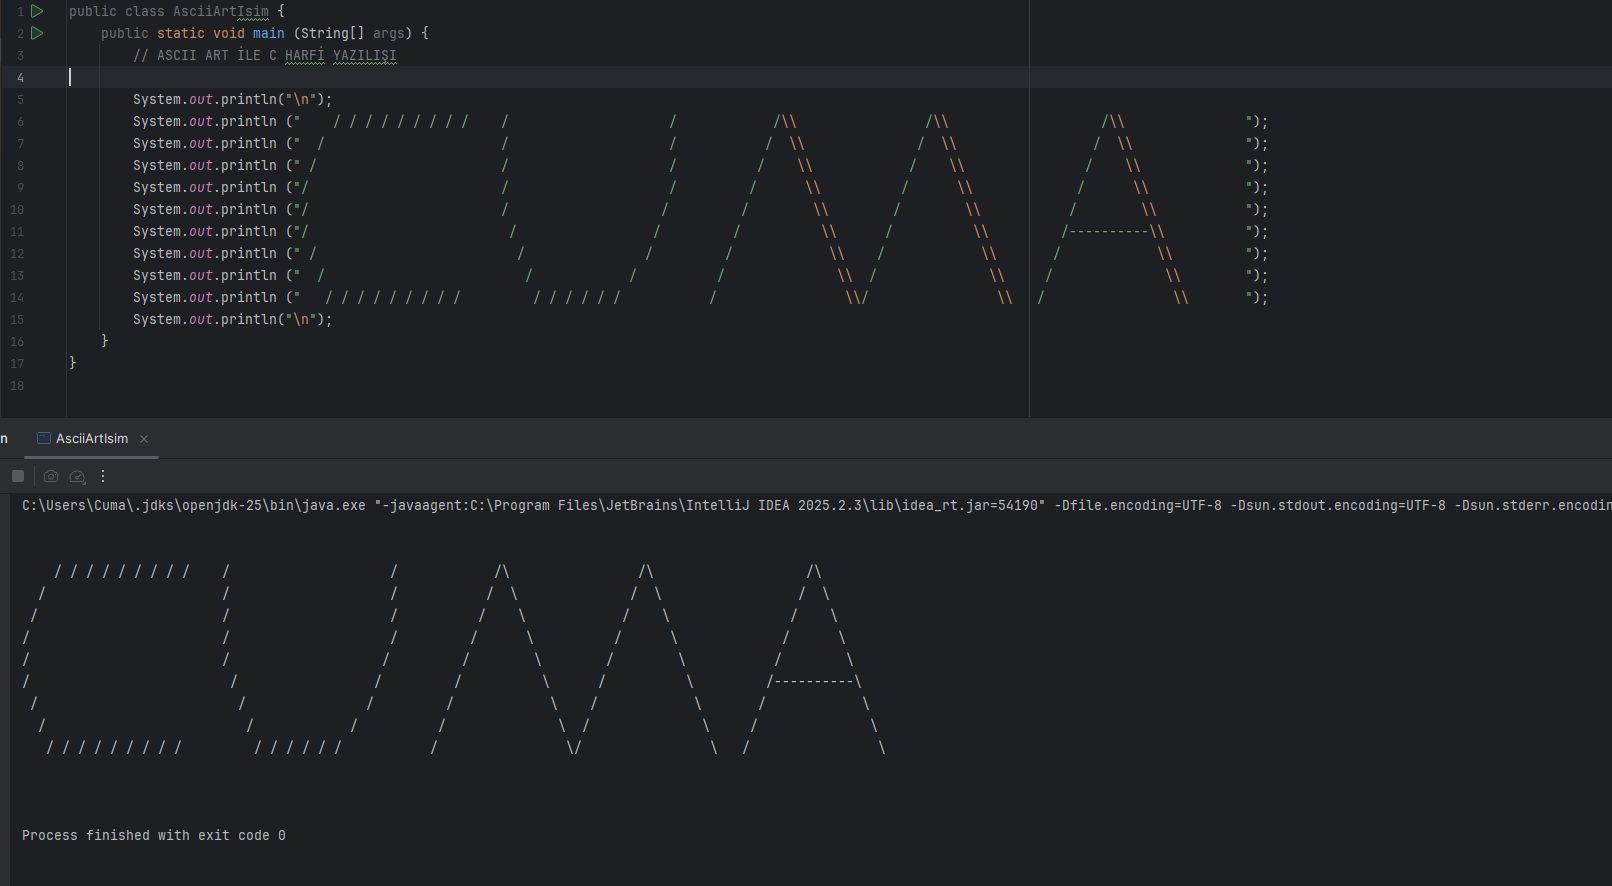 1 public class AsciiArtIsim {
2     public static void main (String[] args) {
3         // ASCII ART İLE C HARFİ YAZILIŞI
4
5         System.out.println("\n");
6         System.out.println ("    / / / / / / / / /    /                    /            /\\                /\\                   /\\               ");
7         System.out.println ("  /                      /                    /           /  \\              /  \\                 /  \\              ");
8         System.out.println (" /                       /                    /          /    \\            /    \\               /    \\             ");
9         System.out.println ("/                        /                    /         /      \\          /      \\             /      \\            ");
10         System.out.println ("/                        /                   /         /        \\        /        \\           /        \\           ");
11         System.out.println ("/                         /                 /         /          \\      /          \\         /----------\\          ");
12         System.out.println (" /                         /               /         /            \\    /            \\       /            \\         ");
13         System.out.println ("  /                         /            /          /              \\  /              \\     /              \\        ");
14         System.out.println ("   / / / / / / / / /         / / / / / /           /                \\/                \\   /                \\       ");
15         System.out.println("\n");
16     }
17 }
18
n AsciiArtIsim ×
C:\Users\Cuma\.jdks\openjdk-25\bin\java.exe "-javaagent:C:\Program Files\JetBrains\IntelliJ IDEA 2025.2.3\lib\idea_rt.jar=54190" -Dfile.encoding=UTF-8 -Dsun.stdout.encoding=UTF-8 -Dsun.stderr.encodin
    / / / / / / / / /    /                    /            /\                /\                   /\
  /                      /                    /           /  \              /  \                 /  \
 /                       /                    /          /    \            /    \               /    \
/                        /                    /         /      \          /      \             /      \
/                        /                   /         /        \        /        \           /        \
/                         /                 /         /          \      /          \         /----------\
 /                         /               /         /            \    /            \       /            \
  /                         /            /          /              \  /              \     /              \
   / / / / / / / / /         / / / / / /           /                \/                \   /                \
Process finished with exit code 0